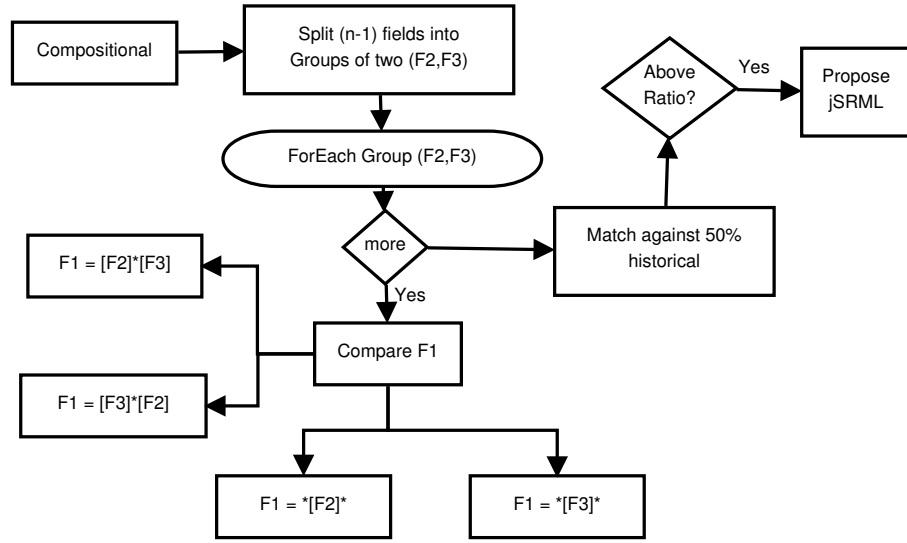 Compositional
Split (n-1) fields into
Groups of two (F2,F3)
ForEach Group (F2,F3)
more
Yes
Match against 50%
historical
Above
Ratio?
Yes
Propose
jSRML
Compare F1
F1 = [F2]*[F3]
F1 = [F3]*[F2]
F1 = *[F2]*
F1 = *[F3]*